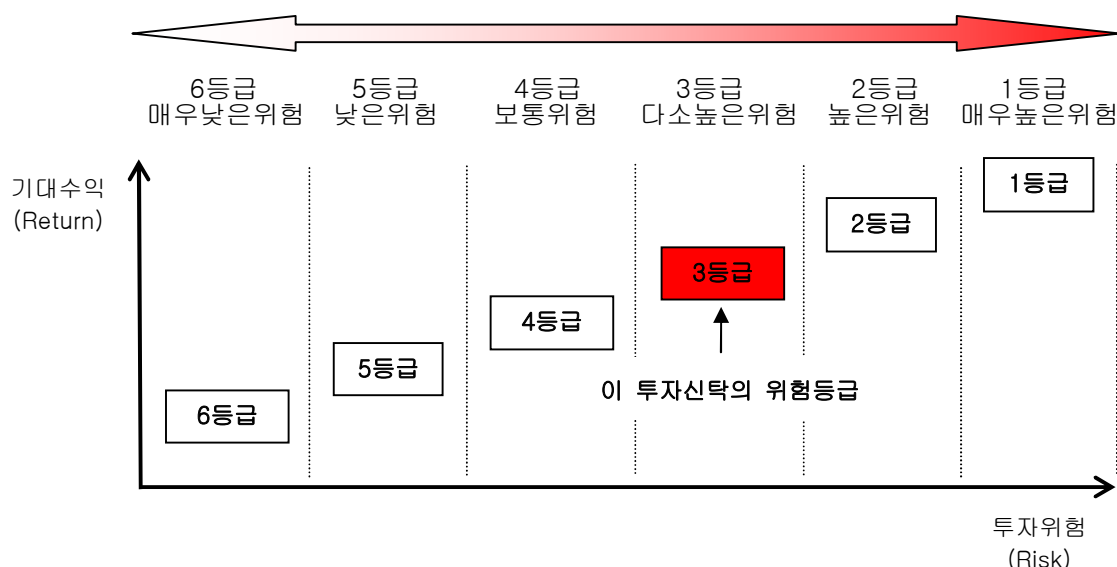 6등급 5등급 4등급 3등급 2등급 1등급
매우낮은위험 낮은위험 보통위험 다소높은위험 높은위험 매우높은위험
기대수익
(Return)
1등급
2등급
3등급
4등급
5등급
이 투자신탁의 위험등급
6등급
투자위험
(Risk)